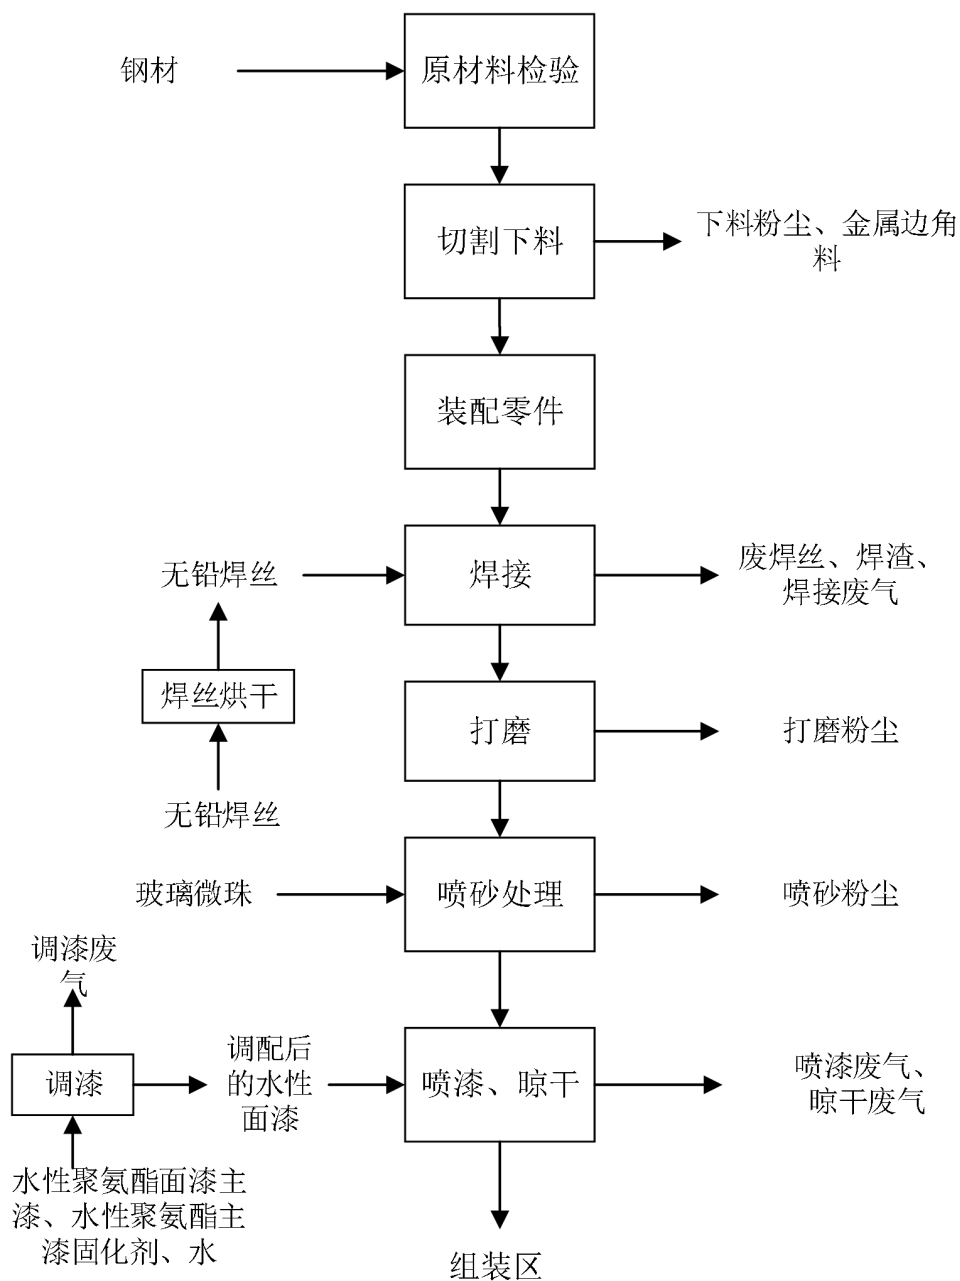 钢材
原材料检验
切割下料
下料粉尘、金属边角
料
装配零件
无铅焊丝
焊接
废焊丝、焊渣、
焊接废气
焊丝烘干
打磨
打磨粉尘
无铅焊丝
玻璃微珠
喷砂处理
喷砂粉尘
调漆废
气
调漆
调配后
的水性
面漆
喷漆、晾干
喷漆废气、
晾干废气
水性聚氨酯面漆主
漆、水性聚氨酯主
漆固化剂、水
组装区